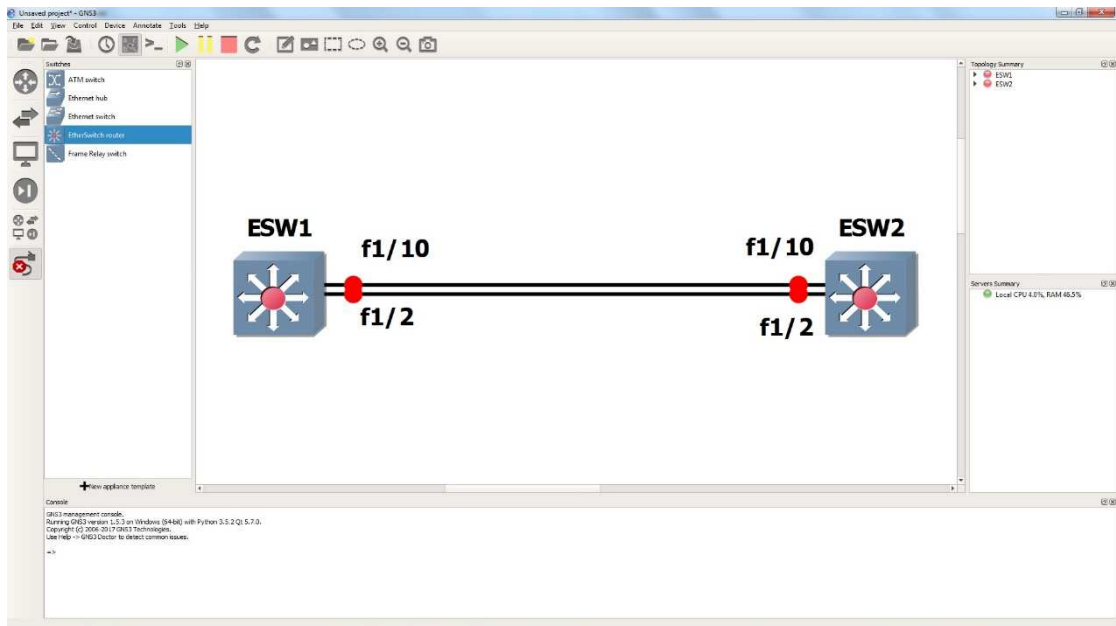 Unsaved project* - GNS3
File Edit View Control Device Annotate Tools Help
Switches
ATM switch
Ethernet hub
Ethernet switch
EtherSwitch router
Frame Relay switch
New appliance template
ESW1
f1/10
f1/2
ESW2
f1/10
f1/2
Topology Summary
ESW1
ESW2
Servers Summary
Local CPU 4.0%, RAM 46.5%
Console
GNS3 management console.
Running GNS3 version 1.5.3 on Windows (64-bit) with Python 3.5.2 Qt 5.7.0.
Copyright (c) 2006-2017 GNS3 Technologies.
Use Help -> GNS3 Doctor to detect common issues.
=>